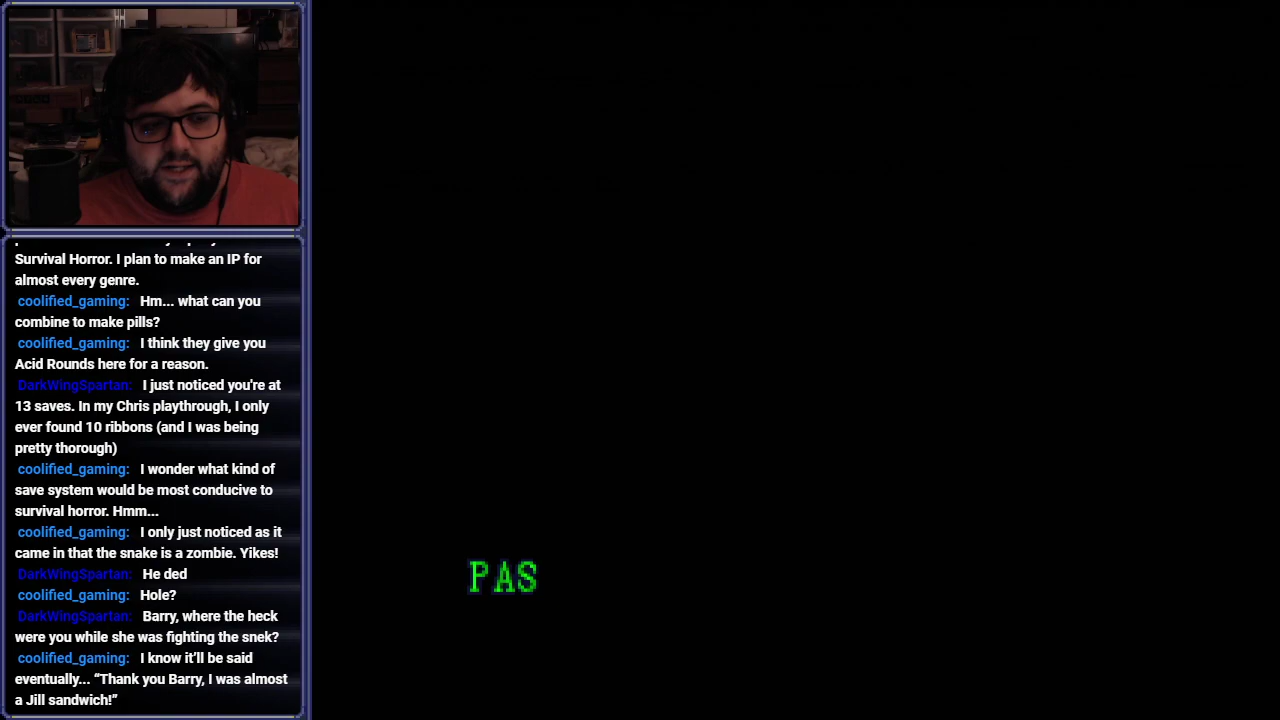 Survival Horror. I plan to make an IP for
almost every genre.
coolified_gaming: Hm... what can you
combine to make pills?
coolified_gaming: I think they give you
Acid Rounds here for a reason.
DarkWingSpartan: I just noticed you're at
13 saves. In my Chris playthrough, I only
ever found 10 ribbons (and I was being
pretty thorough)
coolified_gaming: I wonder what kind of
save system would be most conducive to
survival horror. Hmm...
coolified_gaming: I only just noticed as it
came in that the snake is a zombie. Yikes!
DarkWingSpartan: He ded
coolified_gaming: Hole?
DarkWingSpartan: Barry, where the heck
were you while she was fighting the snek?
coolified_gaming: I know it’ll be said
eventually... “Thank you Barry, I was almost
a Jill sandwich!”
PAS